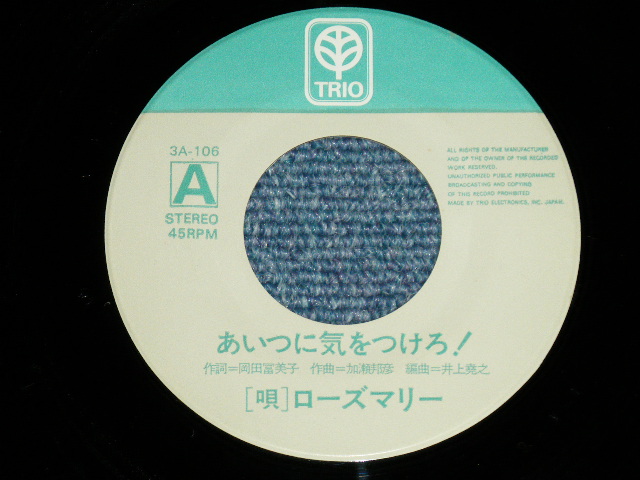 TRIO
3A-106
A
STEREO
45RPM
ALL RIGHTS OF THE MANUFACTURER
AND OF THE OWNER OF THE RECORDED
WORK RESERVED.
UNAUTHORIZED PUBLIC PERFORMANCE
BROADCASTING AND COPYING
OF THIS RECORD PROHIBITED
MADE BY TRIO ELECTRONICS, INC. JAPAN.
あいつに気をつけろ!
作詞=岡田冨美子 作曲=加瀬邦彦 編曲=井上堯之
[唄]ローズマリー